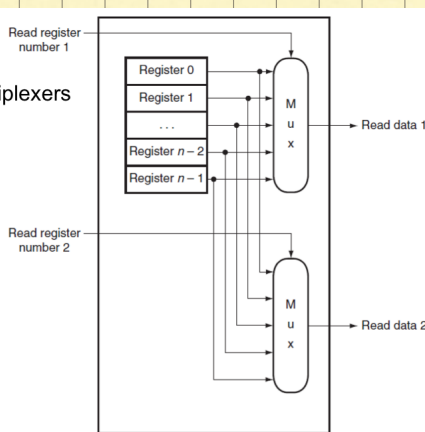 Read register
number 1
iplexers
Register 0
Register 1
. . .
Register n – 2
Register n – 1
M
u
x
Read data 1
Read register
number 2
M
u
x
Read data 2